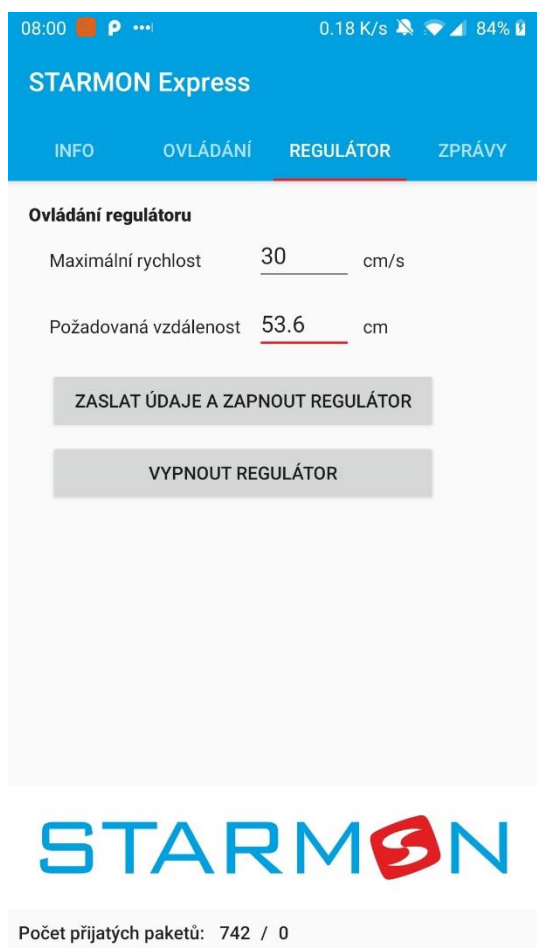 08:00 0.18 K/s 84%
STARMON Express
INFO OVLÁDÁNÍ REGULÁTOR ZPRÁVY
Ovládání regulátoru
Maximální rychlost 30 cm/s
Požadovaná vzdálenost 53.6 cm
ZASLAT ÚDAJE A ZAPNOUT REGULÁTOR
VYPNOUT REGULÁTOR
STARMON
Počet přijatých paketů: 742 / 0